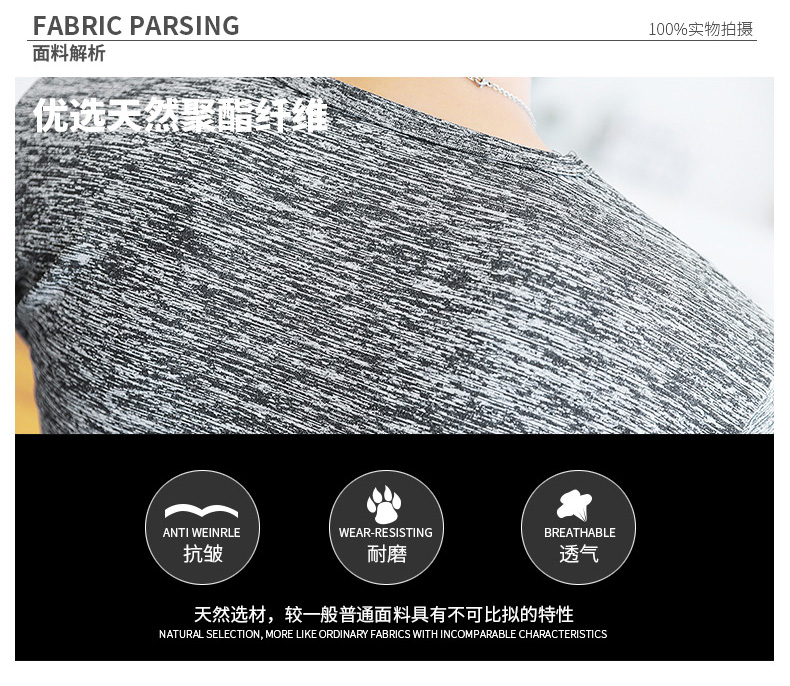 FABRIC PARSING
100%实物拍摄
面料解析
优选天然聚酯纤维
ANTI WEINRLE
抗皱
WEAR-RESISTING
耐磨
BREATHABLE
透气
天然选材，较一般普通面料具有不可比拟的特性
NATURAL SELECTION, MORE LIKE ORDINARY FABRICS WITH INCOMPARABLE CHARACTERISTICS